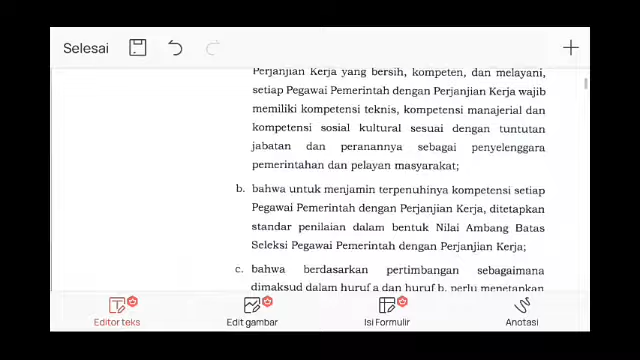 Selesai
Perjanjian Kerja yang bersih, kompeten, dan melayani,
setiap Pegawai Pemerintah dengan Perjanjian Kerja wajib
memiliki kompetensi teknis, kompetensi manajerial dan
kompetensi sosial kultural sesuai dengan tuntutan
jabatan dan peranannya sebagai penyelenggara
pemerintahan dan pelayan masyarakat;
b. bahwa untuk menjamin terpenuhinya kompetensi setiap
Pegawai Pemerintah dengan Perjanjian Kerja, ditetapkan
standar penilaian dalam bentuk Nilai Ambang Batas
Seleksi Pegawai Pemerintah dengan Perjanjian Kerja;
c. bahwa berdasarkan pertimbangan sebagaimana
dimaksud dalam huruf a dan huruf b, perlu menetapkan
Editor teks
Edit gambar
Isi Formulir
Anotasi